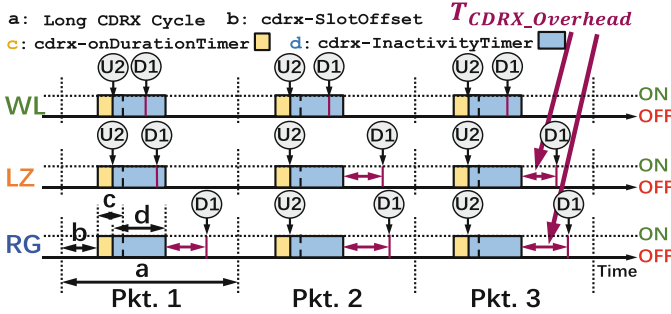 a: Long CDRX Cycle b: cdrx-SlotOffset
T_CDRX_Overhead
c: cdrx-onDurationTimer d: cdrx-InactivityTimer
U2 D1 U2 D1 U2 D1
WL ON
OFF
U2 D1 U2 D1 U2 D1
LZ ON
OFF
c d
U2 D1 U2 D1 U2 D1
RG b ON
OFF
a Time
Pkt. 1 Pkt. 2 Pkt. 3